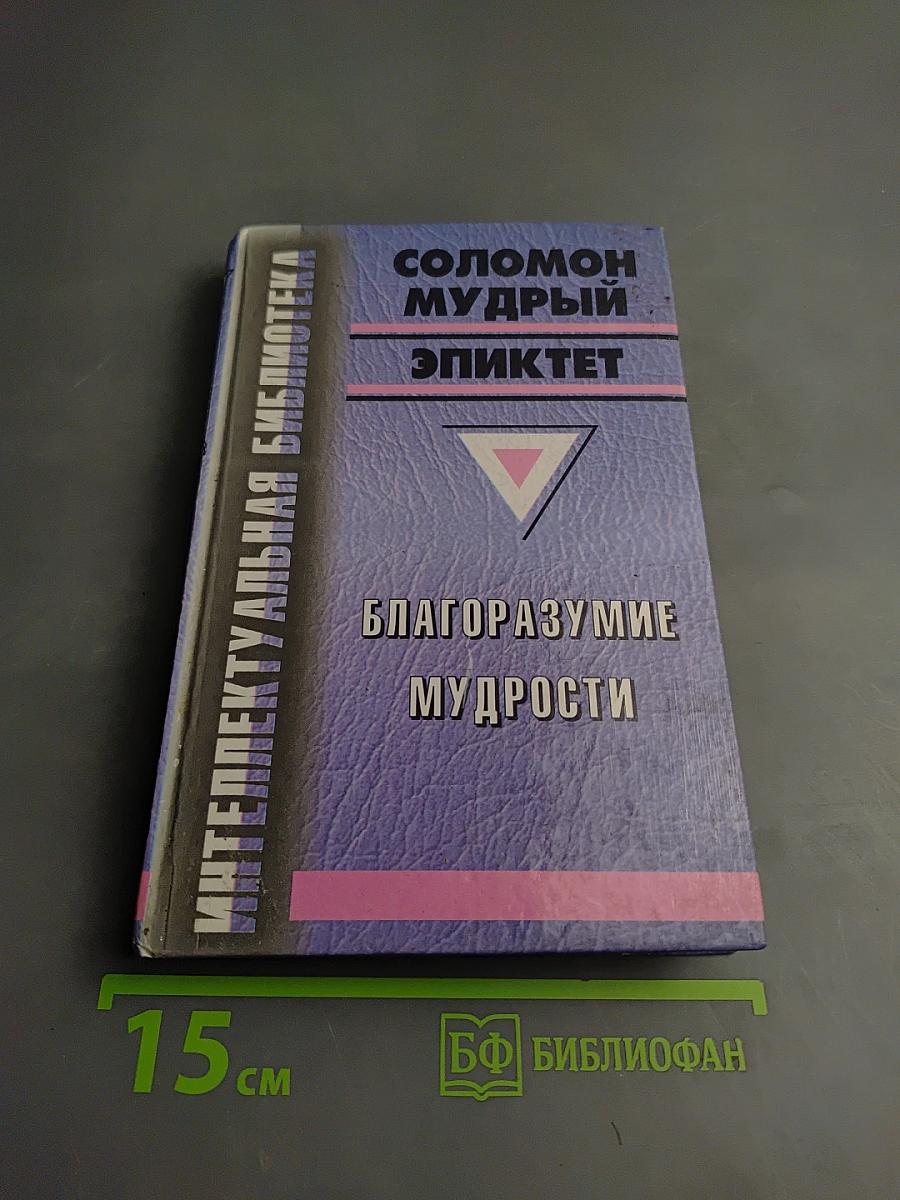 СОЛОМОН
МУДРЫЙ
ЭПИКТЕТ
ИНТЕЛЛЕКТУАЛЬНАЯ БИБЛИОТЕКА
БЛАГОРАЗУМИЕ
МУДРОСТИ
15 см
БФ БИБЛИОФАН